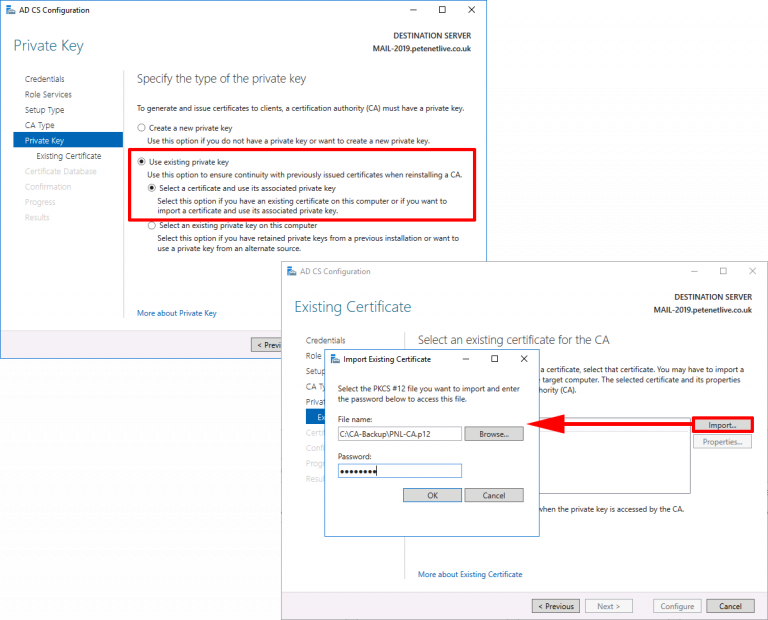 AD CS Configuration
Private Key
DESTINATION SERVER
MAIL-2019.petenetlive.co.uk
Credentials
Role Services
Setup Type
CA Type
Private Key
Existing Certificate
Certificate Database
Confirmation
Progress
Results
Specify the type of the private key
To generate and issue certificates to clients, a certification authority (CA) must have a private key.
Create a new private key
Use this option if you do not have a private key or want to create a new private key.
Use existing private key
Use this option to ensure continuity with previously issued certificates when reinstalling a CA.
Select a certificate and use its associated private key
Select this option if you have an existing certificate on this computer or if you want to
import a certificate and use its associated private key.
Select an existing private key on this computer
Select this option if you have retained private keys from a previous installation or want to
use a private key from an alternate source.
More about Private Key
< Previ
AD CS Configuration
Existing Certificate
DESTINATION SERVER
MAIL-2019.petenetlive.co.uk
Credentials
Role
Setup
CA Ty
Privat
Ex
Certi
Conf
Prog
Resul
Select an existing certificate for the CA
a certificate, select that certificate. You may have to import a
target computer. The selected certificate and its properties
thority (CA).
Import...
Properties...
when the private key is accessed by the CA.
More about Existing Certificate
< Previous
Next >
Configure
Cancel
Import Existing Certificate
Select the PKCS #12 file you want to import and enter
the password below to access this file.
File name:
C:\CA-Backup\PNL-CA.p12
Browse...
Password:
●●●●●●●●
OK
Cancel